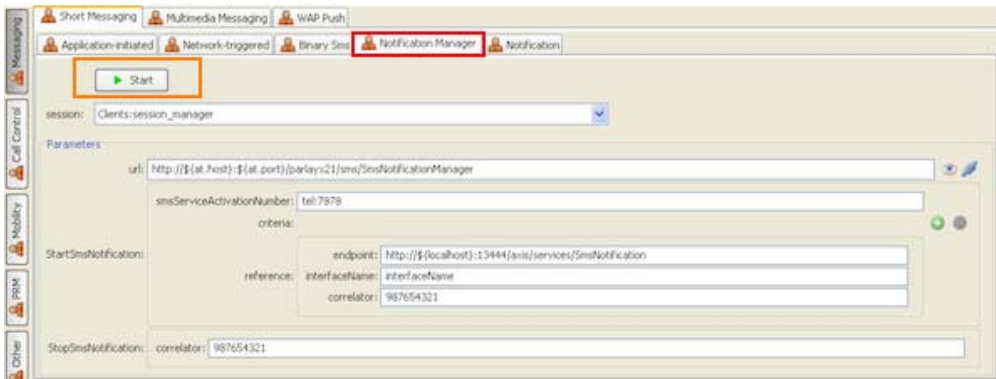 Short Messaging Multimedia Messaging WAP Push
Application-initiated Network-triggered Binary Sms Notification Manager Notification
Start
session: Clients:session_manager
Parameters
url: http://${at.host}:${at.port}/parlayx21/sms/SmsNotificationManager
smsServiceActivationNumber: tel:7878
criteria:
StartSmsNotification:
endpoint: http://${localhost}:13444/axis/services/SmsNotification
reference: interfaceName: interfaceName
correlator: 987654321
StopSmsNotification: correlator: 987654321
Messaging
Call Control
Mobility
PRM
Other